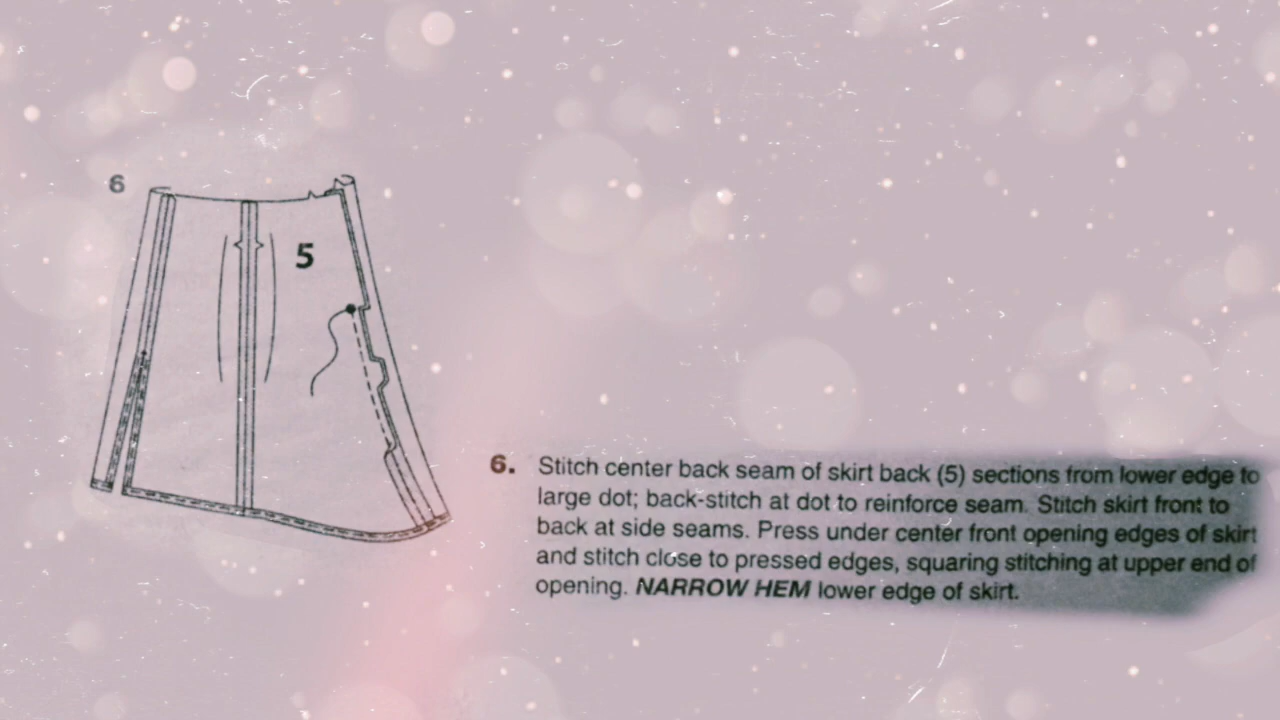 6
5
6. Stitch center back seam of skirt back (5) sections from lower edge to
large dot; back-stitch at dot to reinforce seam. Stitch skirt front to
back at side seams. Press under center front opening edges of skirt
and stitch close to pressed edges, squaring stitching at upper end of
opening. NARROW HEM lower edge of skirt.